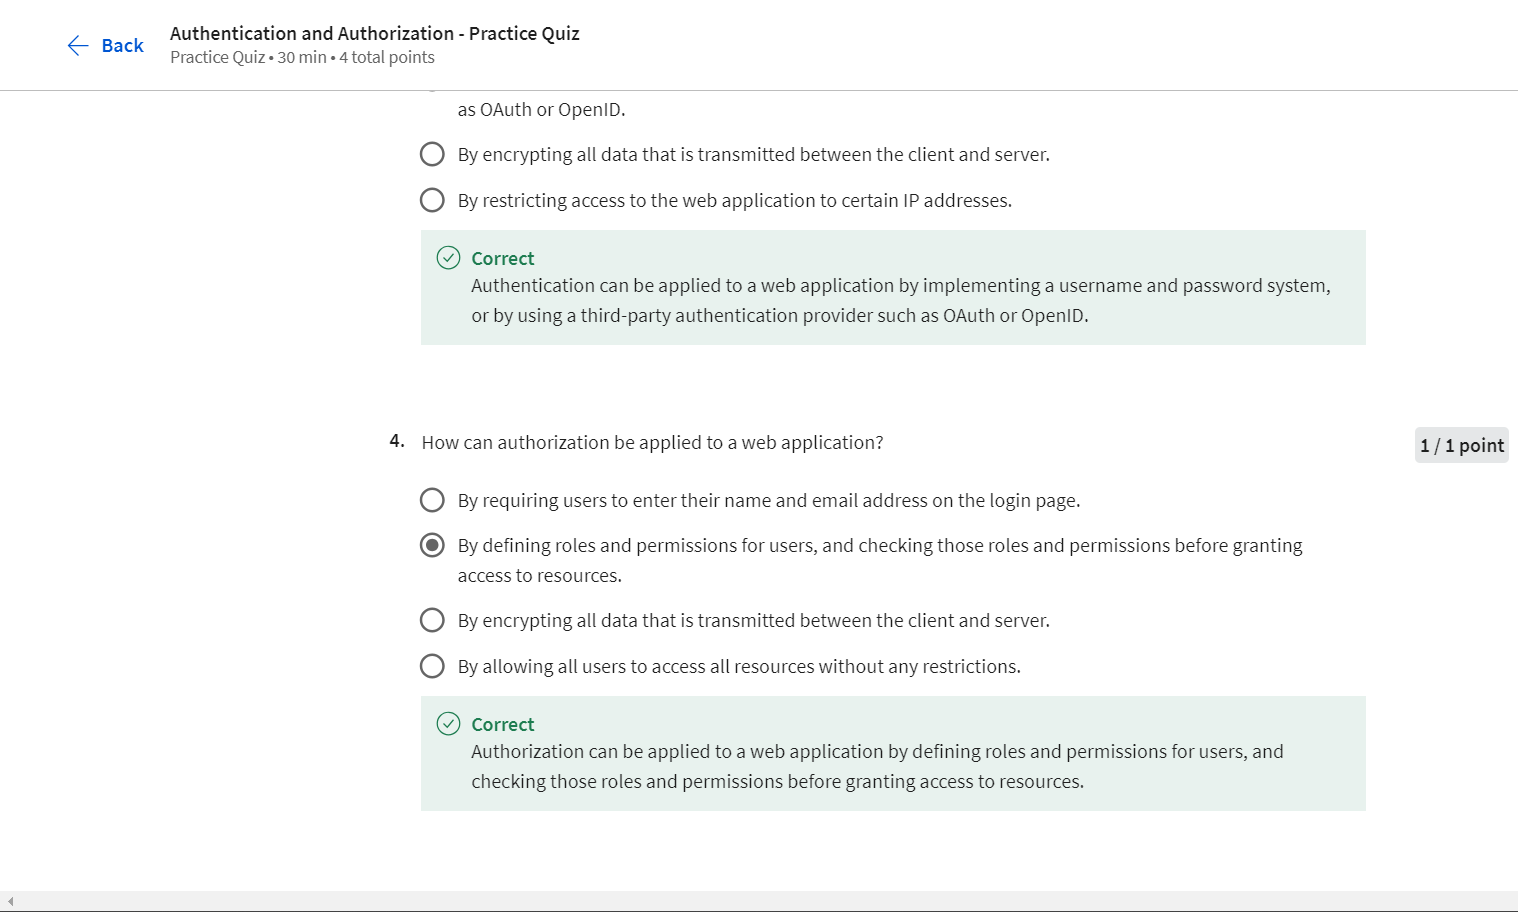 Back
Authentication and Authorization - Practice Quiz
Practice Quiz • 30 min • 4 total points
as OAuth or OpenID.
By encrypting all data that is transmitted between the client and server.
By restricting access to the web application to certain IP addresses.
Correct
Authentication can be applied to a web application by implementing a username and password system,
or by using a third-party authentication provider such as OAuth or OpenID.
4. How can authorization be applied to a web application?
1 / 1 point
By requiring users to enter their name and email address on the login page.
By defining roles and permissions for users, and checking those roles and permissions before granting
access to resources.
By encrypting all data that is transmitted between the client and server.
By allowing all users to access all resources without any restrictions.
Correct
Authorization can be applied to a web application by defining roles and permissions for users, and
checking those roles and permissions before granting access to resources.